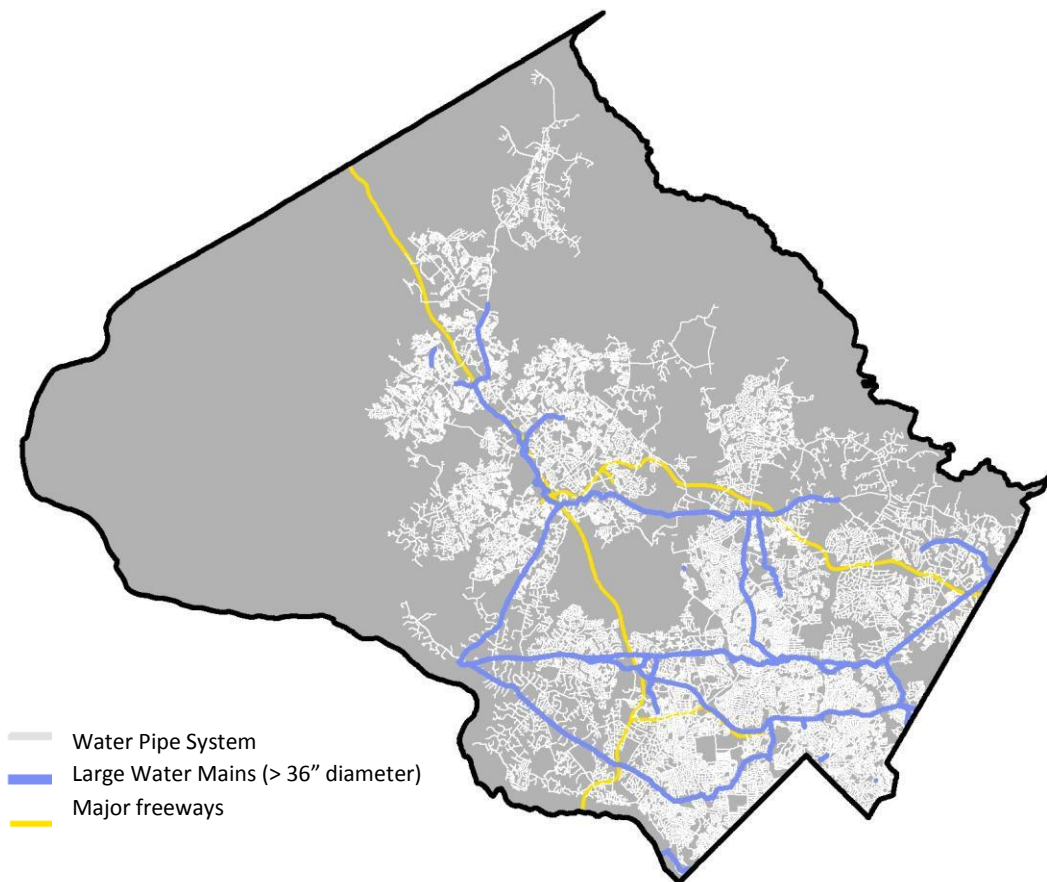 Water Pipe System
Large Water Mains (> 36” diameter)
Major freeways